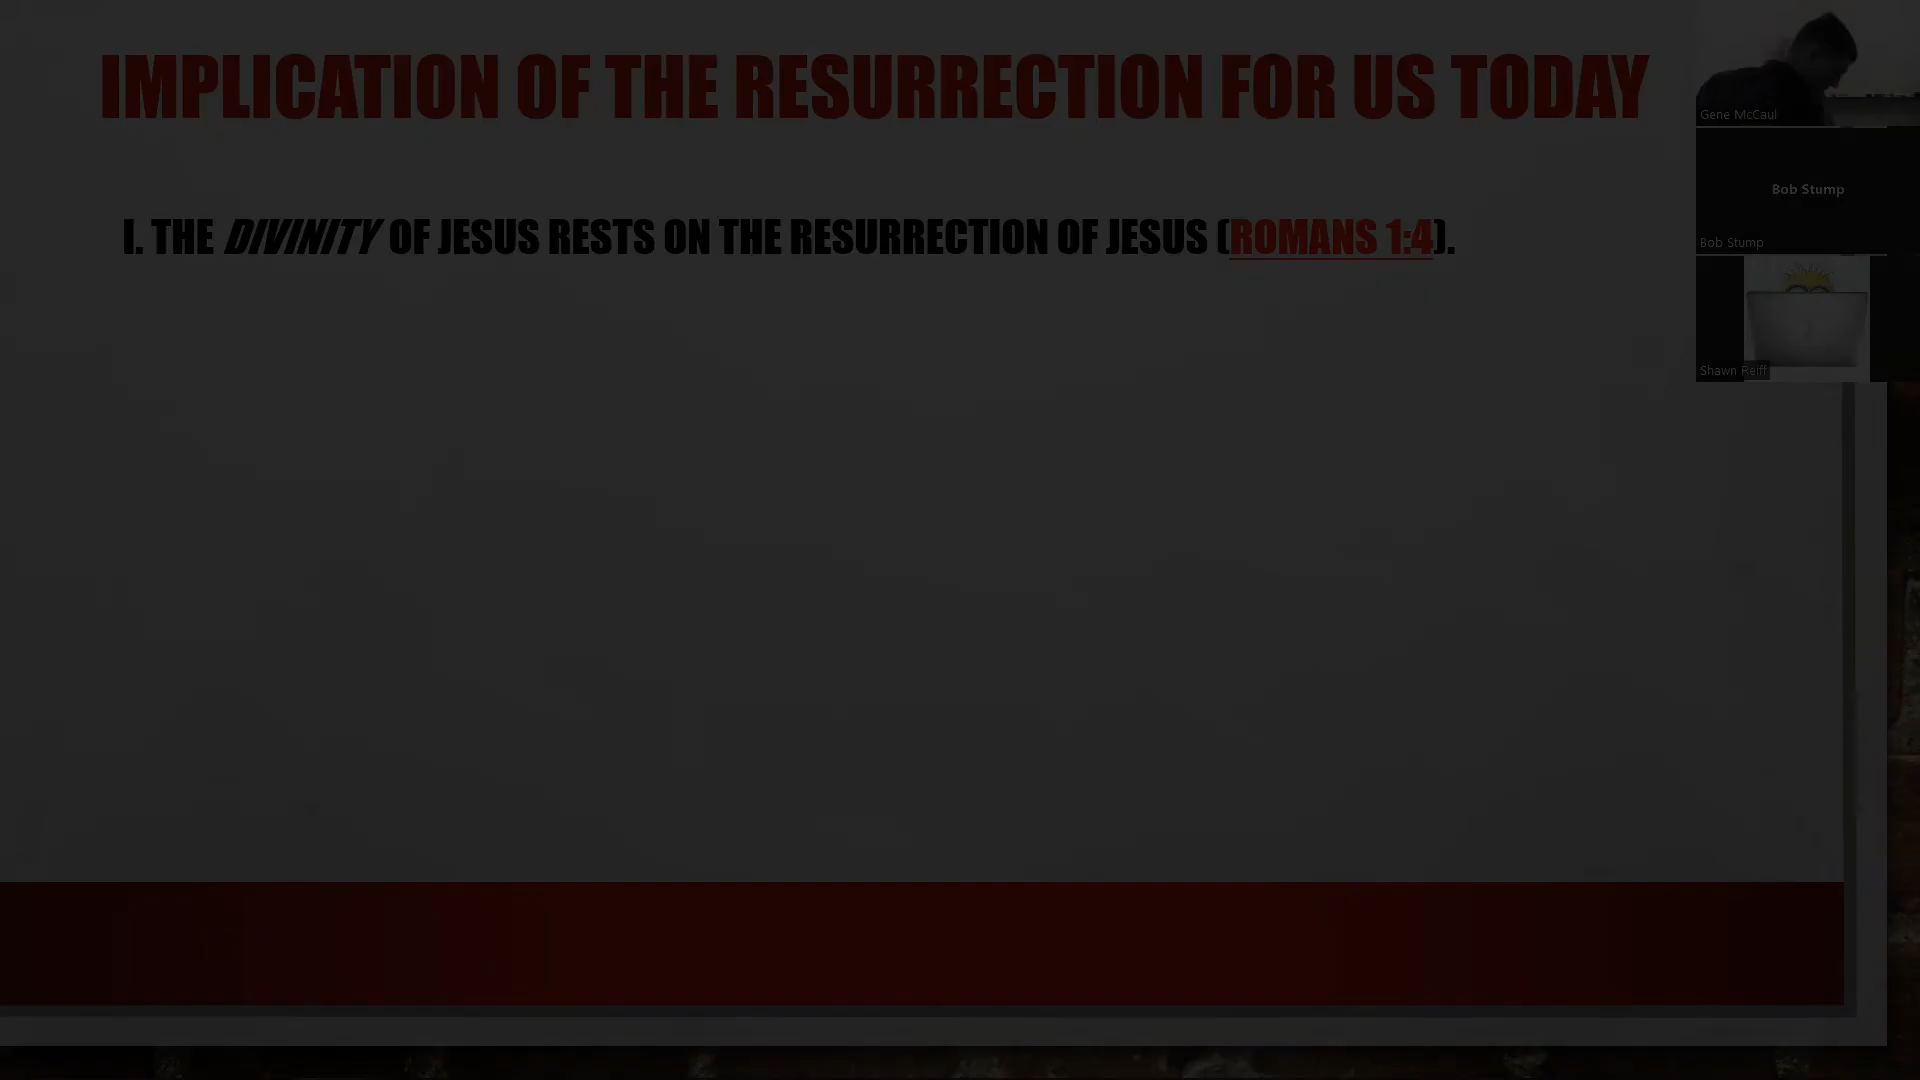 IMPLICATION OF THE RESURRECTION FOR US TODAY
I. THE DIVINITY OF JESUS RESTS ON THE RESURRECTION OF JESUS (ROMANS 1:4).
Gene McCaul
Bob Stump
Bob Stump
Shawn Reiff